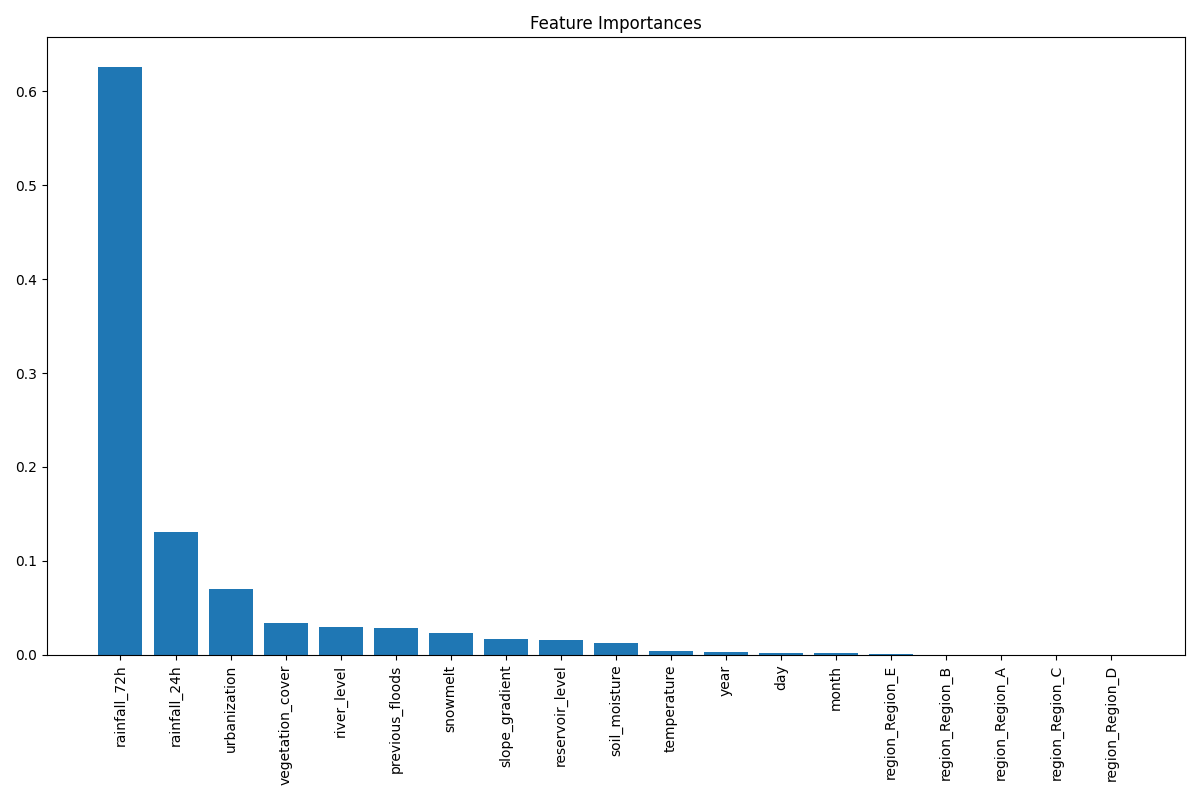 Feature Importances
0.6
0.5
0.4
0.3
0.2
0.1
0.0
rainfall_72h
rainfall_24h
urbanization
vegetation_cover
river_level
previous_floods
snowmelt
slope_gradient
reservoir_level
soil_moisture
temperature
year
day
month
region_Region_E
region_Region_B
region_Region_A
region_Region_C
region_Region_D